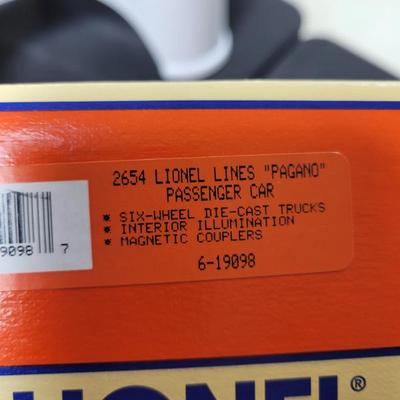 2654 LIONEL LINES "PAGANO"
PASSENGER CAR
* SIX-WHEEL DIE-CAST TRUCKS
* INTERIOR ILLUMINATION
* MAGNETIC COUPLERS
6-19098
9098 7
LIONEL®